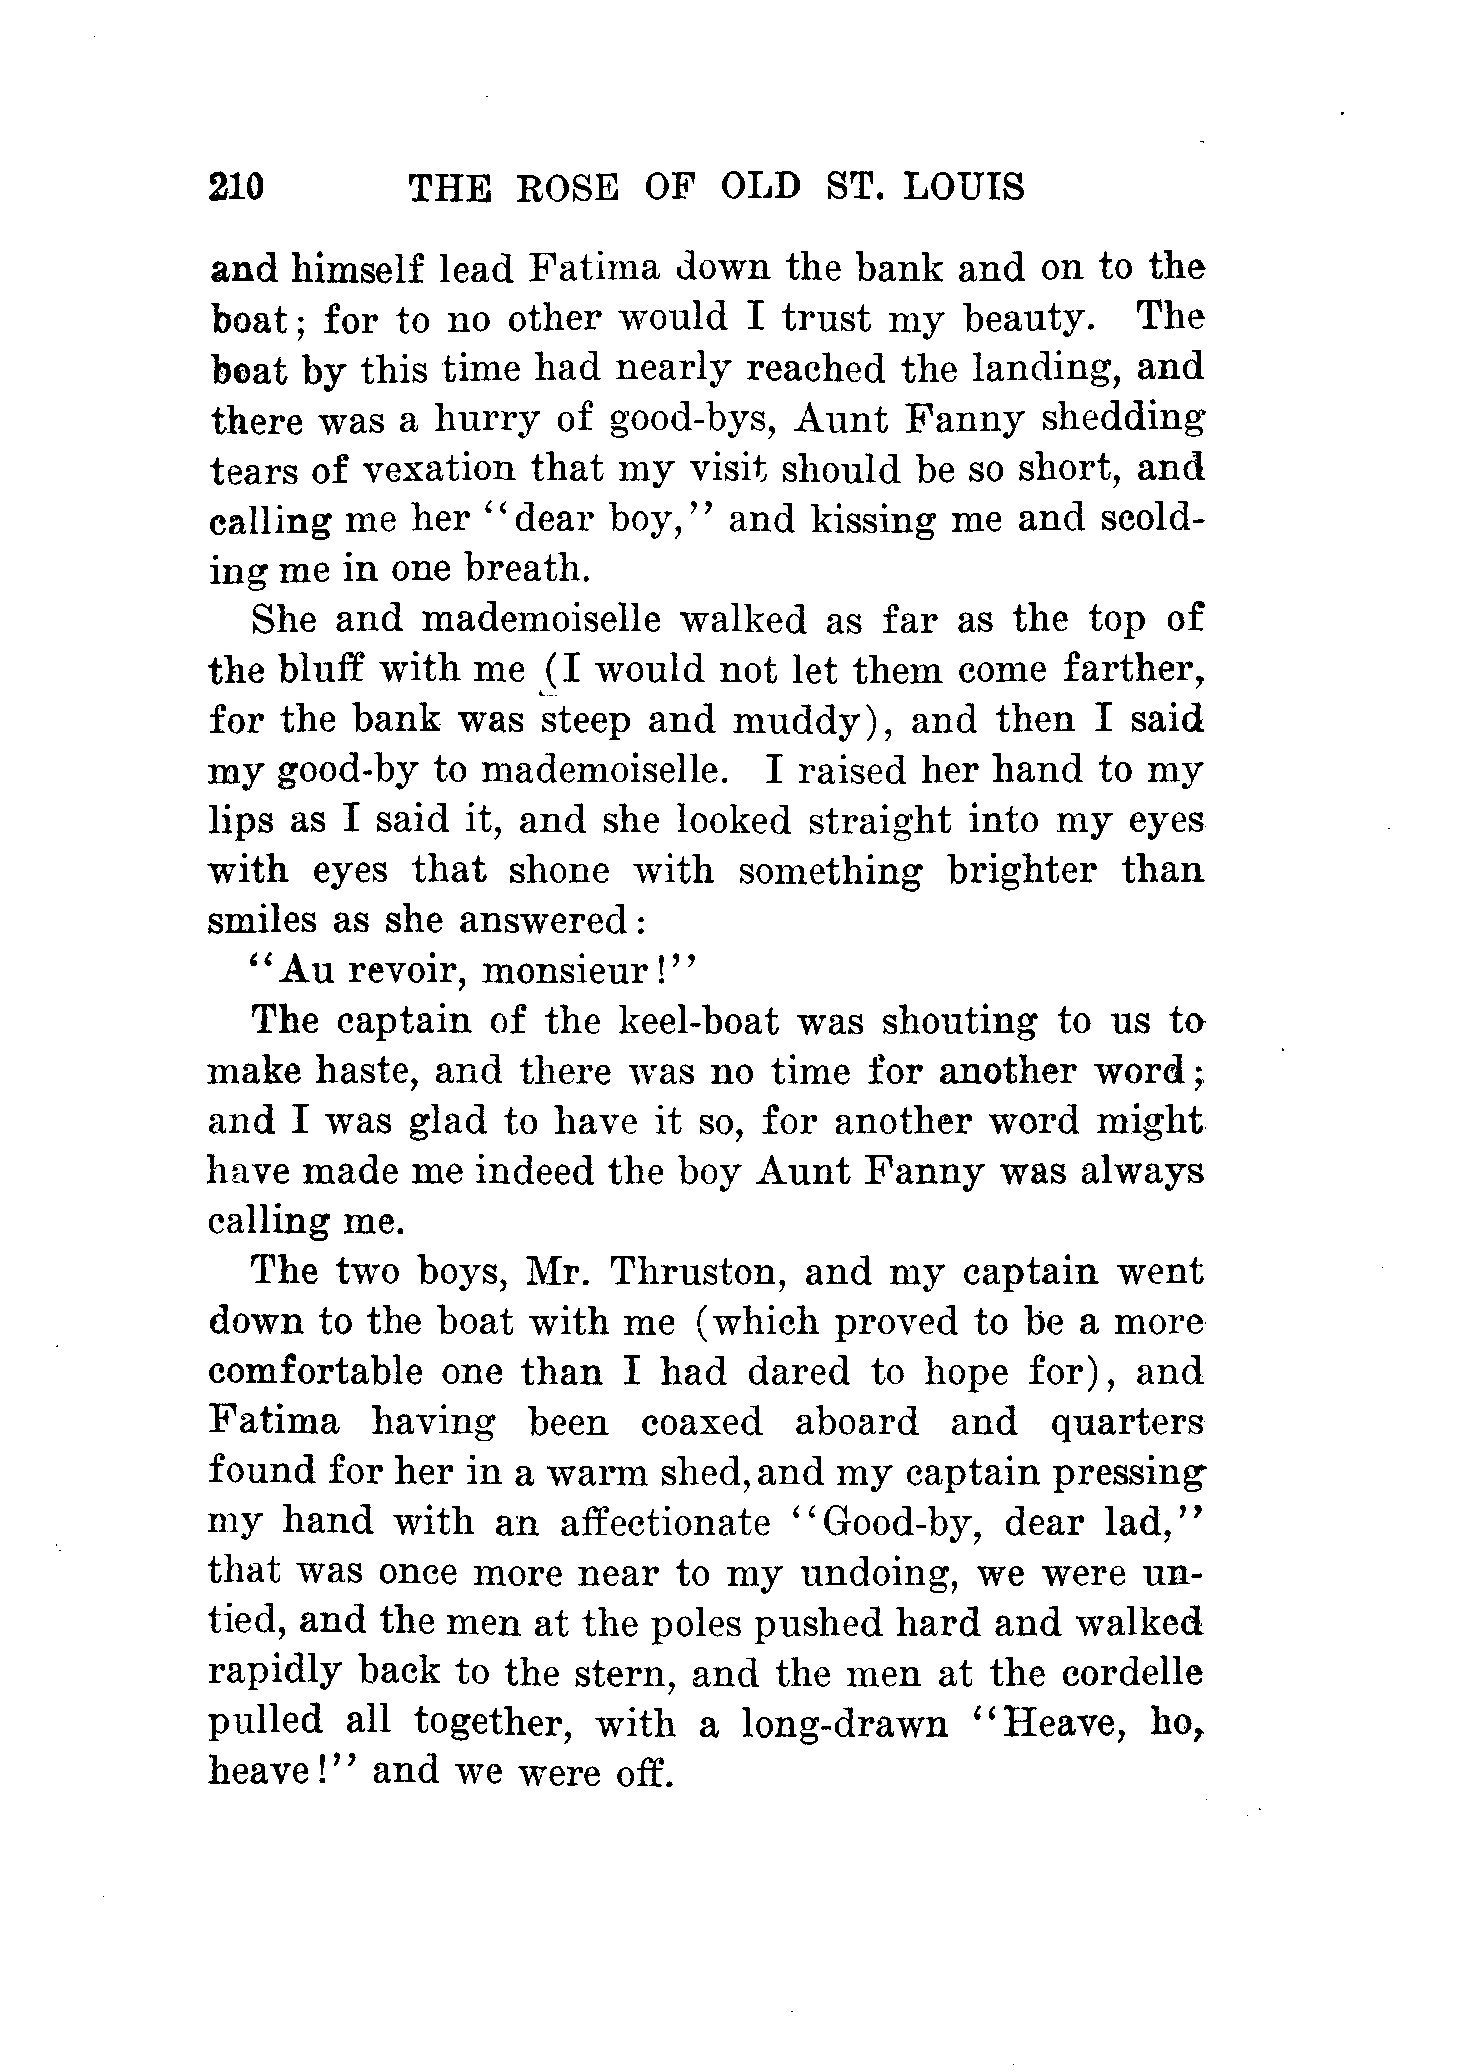 210 THE ROSE OF OLD ST. LOUIS
and himself lead Fatima down the bank and on to the
boat; for to no other would I trust my beauty. The
boat by this time had nearly reached the landing, and
there was a hurry of good-bys, Aunt Fanny shedding
tears of vexation that my visit should be so short, and
calling me her "dear boy," and kissing me and scold-
ing me in one breath.
She and mademoiselle walked as far as the top of
the bluff with me (I would not let them come farther,
for the bank was steep and muddy), and then I said
my good-by to mademoiselle. I raised her hand to my
lips as I said it, and she looked straight into my eyes
with eyes that shone with something brighter than
smiles as she answered:
"Au revoir, monsieur!"
The captain of the keel-boat was shouting to us to
make haste, and there was no time for another word;
and I was glad to have it so, for another word might
have made me indeed the boy Aunt Fanny was always
calling me.
The two boys, Mr. Thruston, and my captain went
down to the boat with me (which proved to be a more
comfortable one than I had dared to hope for), and
Fatima having been coaxed aboard and quarters
found for her in a warm shed, and my captain pressing
my hand with an affectionate "Good-by, dear lad,"
that was once more near to my undoing, we were un-
tied, and the men at the poles pushed hard and walked
rapidly back to the stern, and the men at the cordelle
pulled all together, with a long-drawn "Heave, ho,
heave!" and we were off.